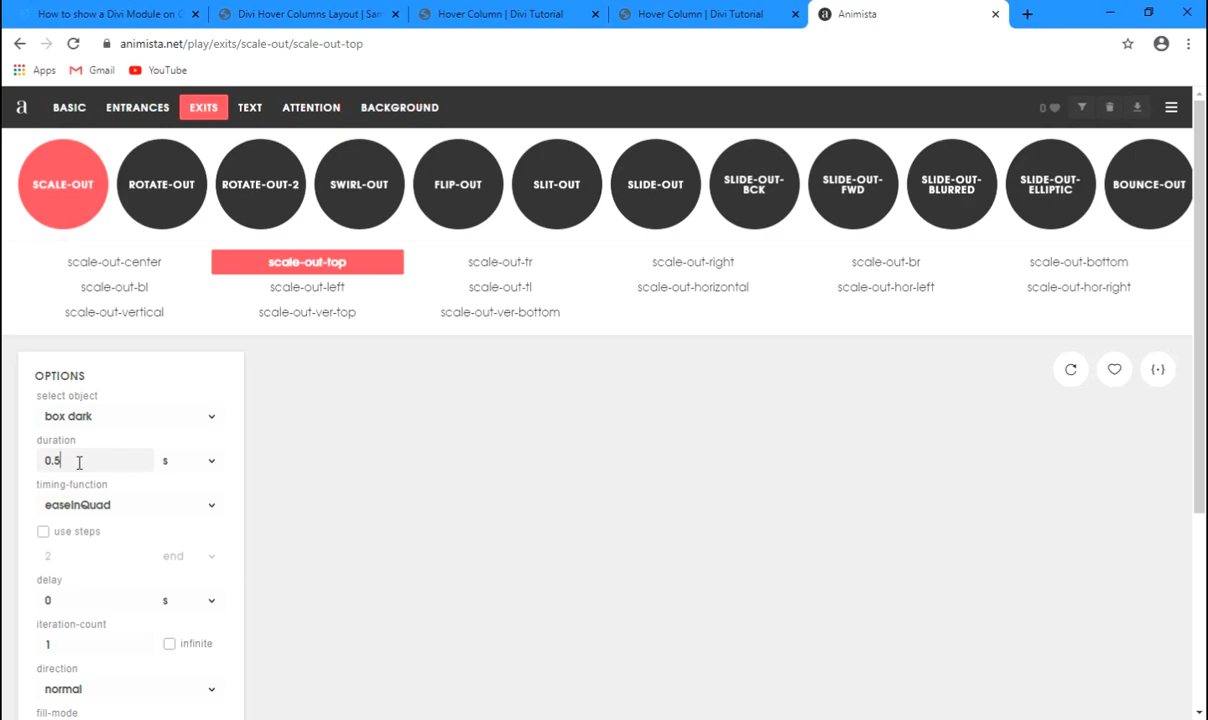 How to show a Divi Module on C
Divi Hover Columns Layout | San
Hover Column | Divi Tutorial
Hover Column | Divi Tutorial
Animista
animista.net/play/exits/scale-out/scale-out-top
Apps
Gmail
YouTube
a
BASIC
ENTRANCES
EXITS
TEXT
ATTENTION
BACKGROUND
0
SCALE-OUT
ROTATE-OUT
ROTATE-OUT-2
SWIRL-OUT
FLIP-OUT
SLIT-OUT
SLIDE-OUT
SLIDE-OUT-
BCK
SLIDE-OUT-
FWD
SLIDE-OUT-
BLURRED
SLIDE-OUT-
ELLIPTIC
BOUNCE-OUT
scale-out-center
scale-out-top
scale-out-tr
scale-out-right
scale-out-br
scale-out-bottom
scale-out-bl
scale-out-left
scale-out-tl
scale-out-horizontal
scale-out-hor-left
scale-out-hor-right
scale-out-vertical
scale-out-ver-top
scale-out-ver-bottom
OPTIONS
select object
box dark
duration
0.5 s
timing-function
easeInQuad
use steps
2 end
delay
0 s
iteration-count
1 infinite
direction
normal
fill-mode